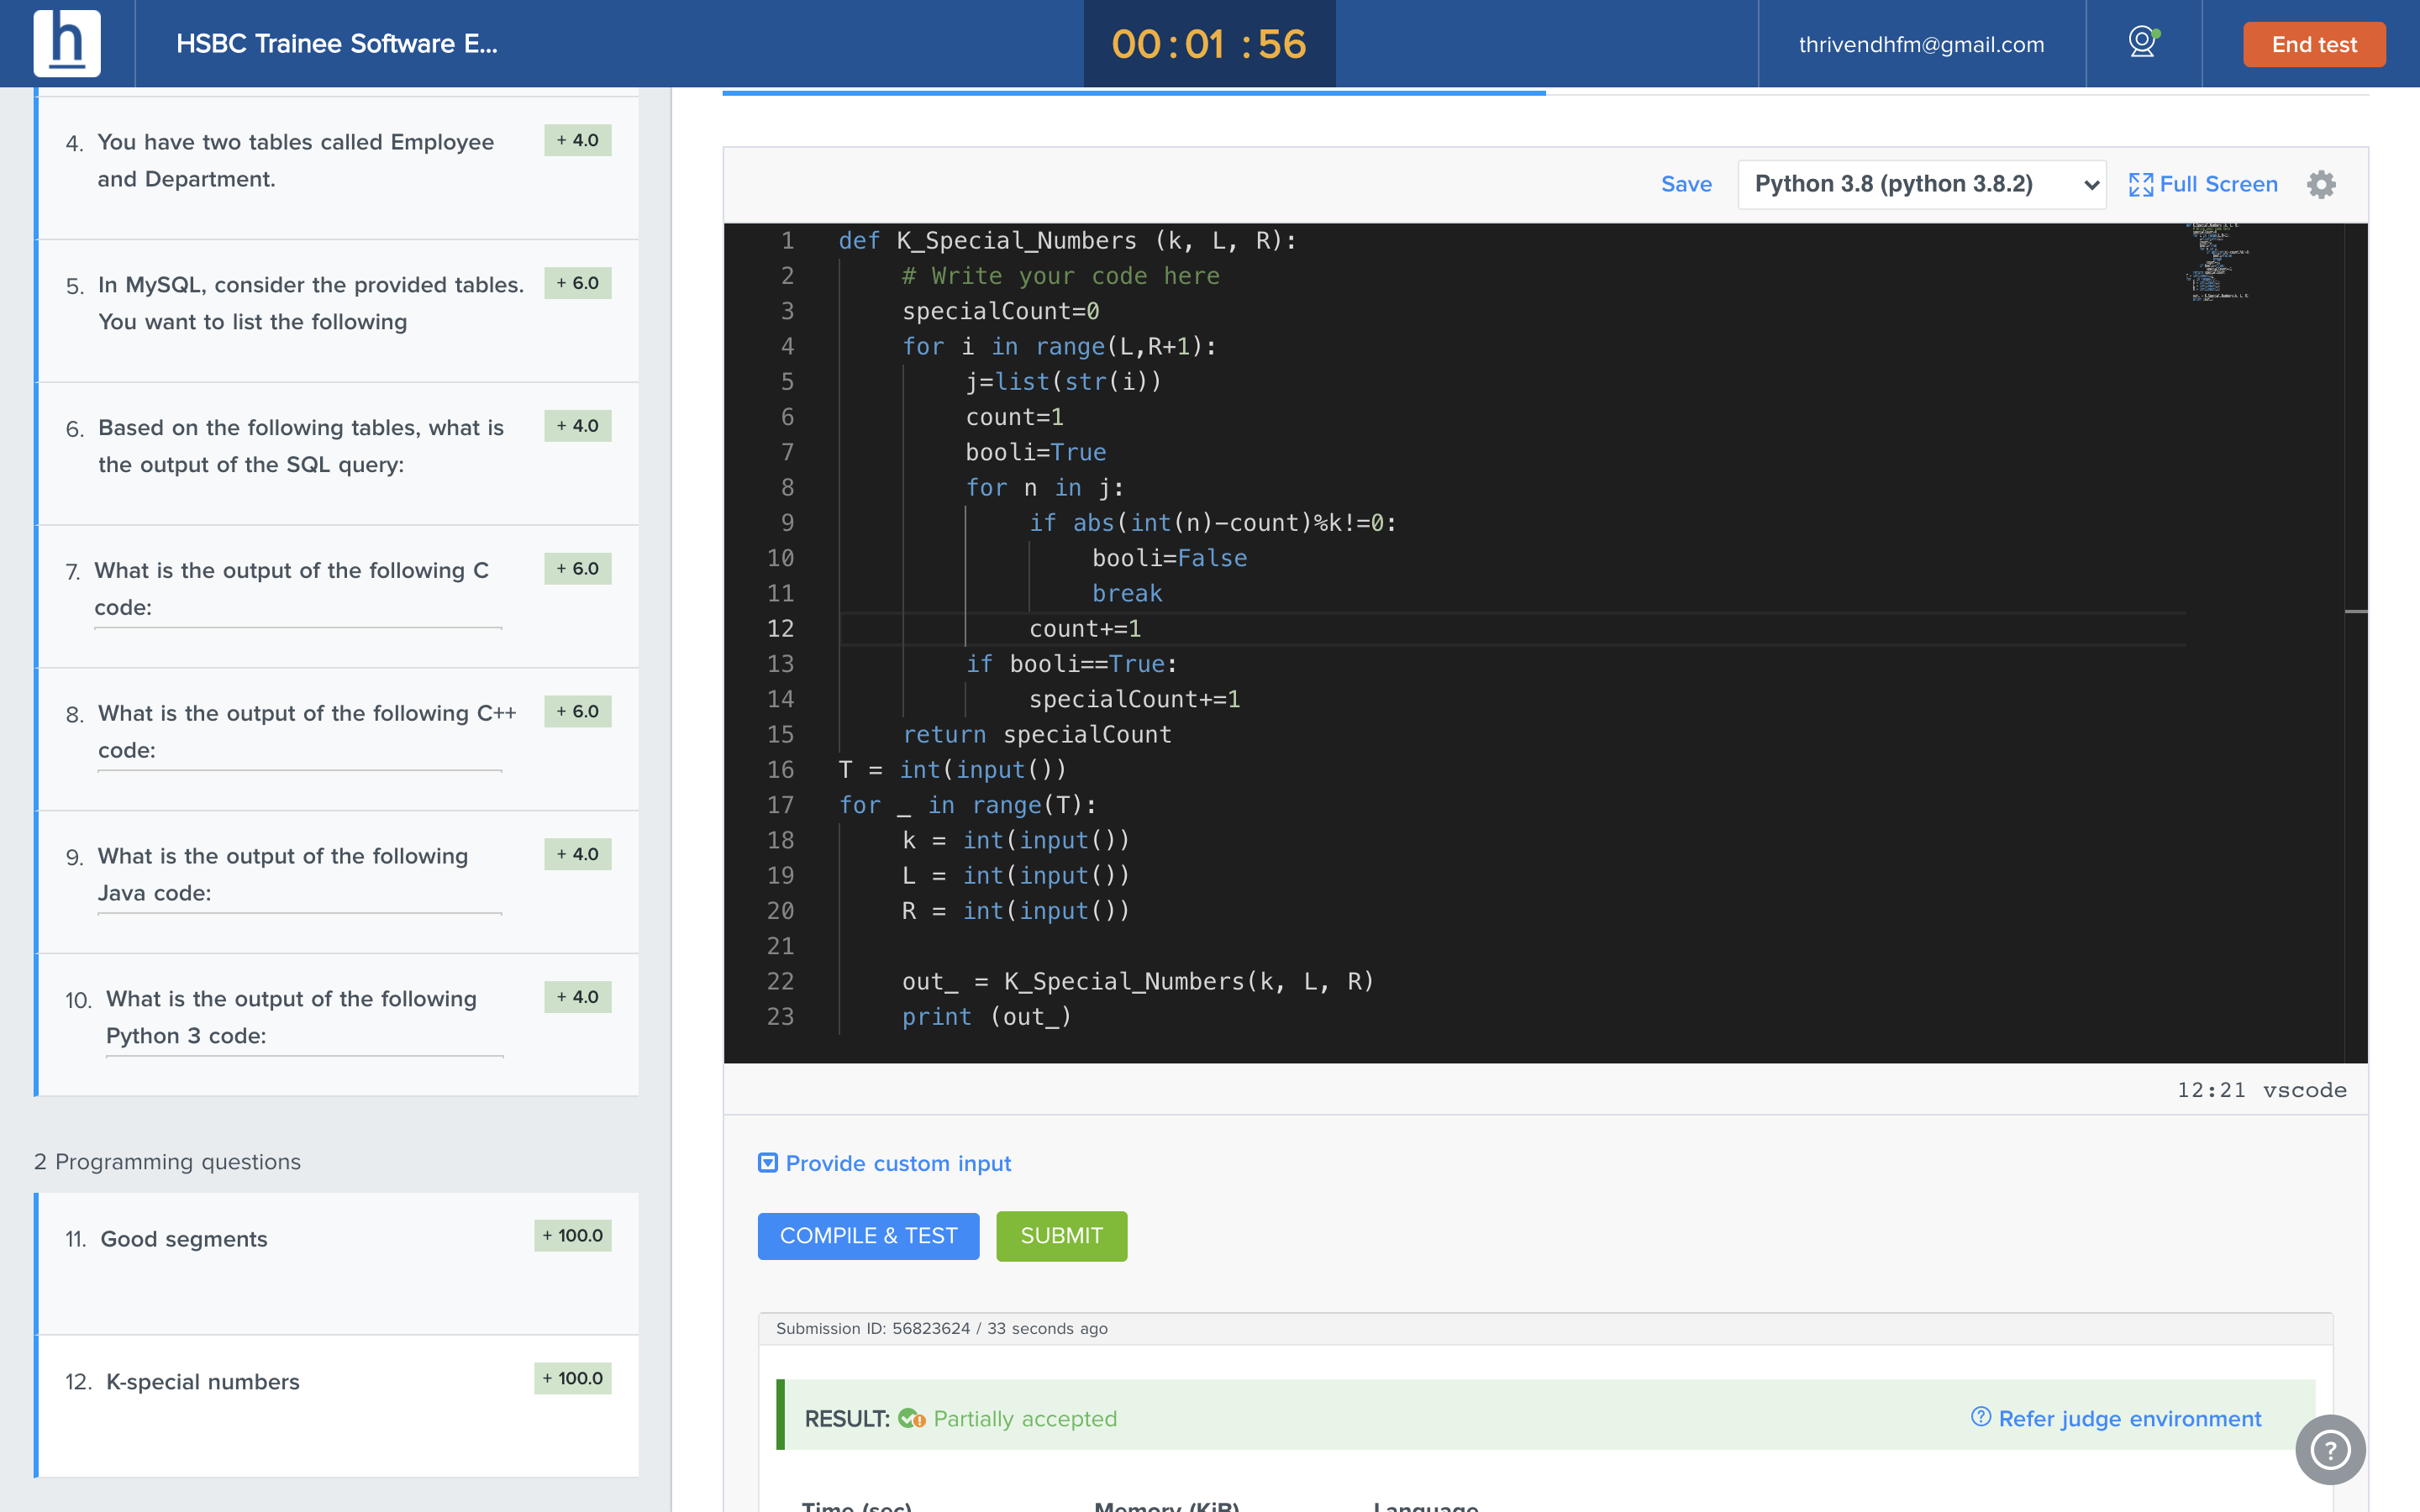 h
HSBC Trainee Software E...
00:01 :56
thrivendhfm@gmail.com
End test
4. You have two tables called Employee
and Department.
+ 4.0
5. In MySQL, consider the provided tables.
You want to list the following
+ 6.0
6. Based on the following tables, what is
the output of the SQL query:
+ 4.0
7. What is the output of the following C
code:
+ 6.0
8. What is the output of the following C++
code:
+ 6.0
9. What is the output of the following
Java code:
+ 4.0
10. What is the output of the following
Python 3 code:
+ 4.0
2 Programming questions
11. Good segments
+ 100.0
12. K-special numbers
+ 100.0
Save
Python 3.8 (python 3.8.2)
Full Screen
1 def K_Special_Numbers (k, L, R):
2 # Write your code here
3 specialCount=0
4 for i in range(L,R+1):
5 j=list(str(i))
6 count=1
7 booli=True
8 for n in j:
9 if abs(int(n)-count)%k!=0:
10 booli=False
11 break
12 count+=1
13 if booli==True:
14 specialCount+=1
15 return specialCount
16 T = int(input())
17 for _ in range(T):
18 k = int(input())
19 L = int(input())
20 R = int(input())
21
22 out_ = K_Special_Numbers(k, L, R)
23 print (out_)
12:21 vscode
Provide custom input
COMPILE & TEST
SUBMIT
Submission ID: 56823624 / 33 seconds ago
RESULT: Partially accepted
? Refer judge environment
?
Time (sec)
Memory (KiB)
Language